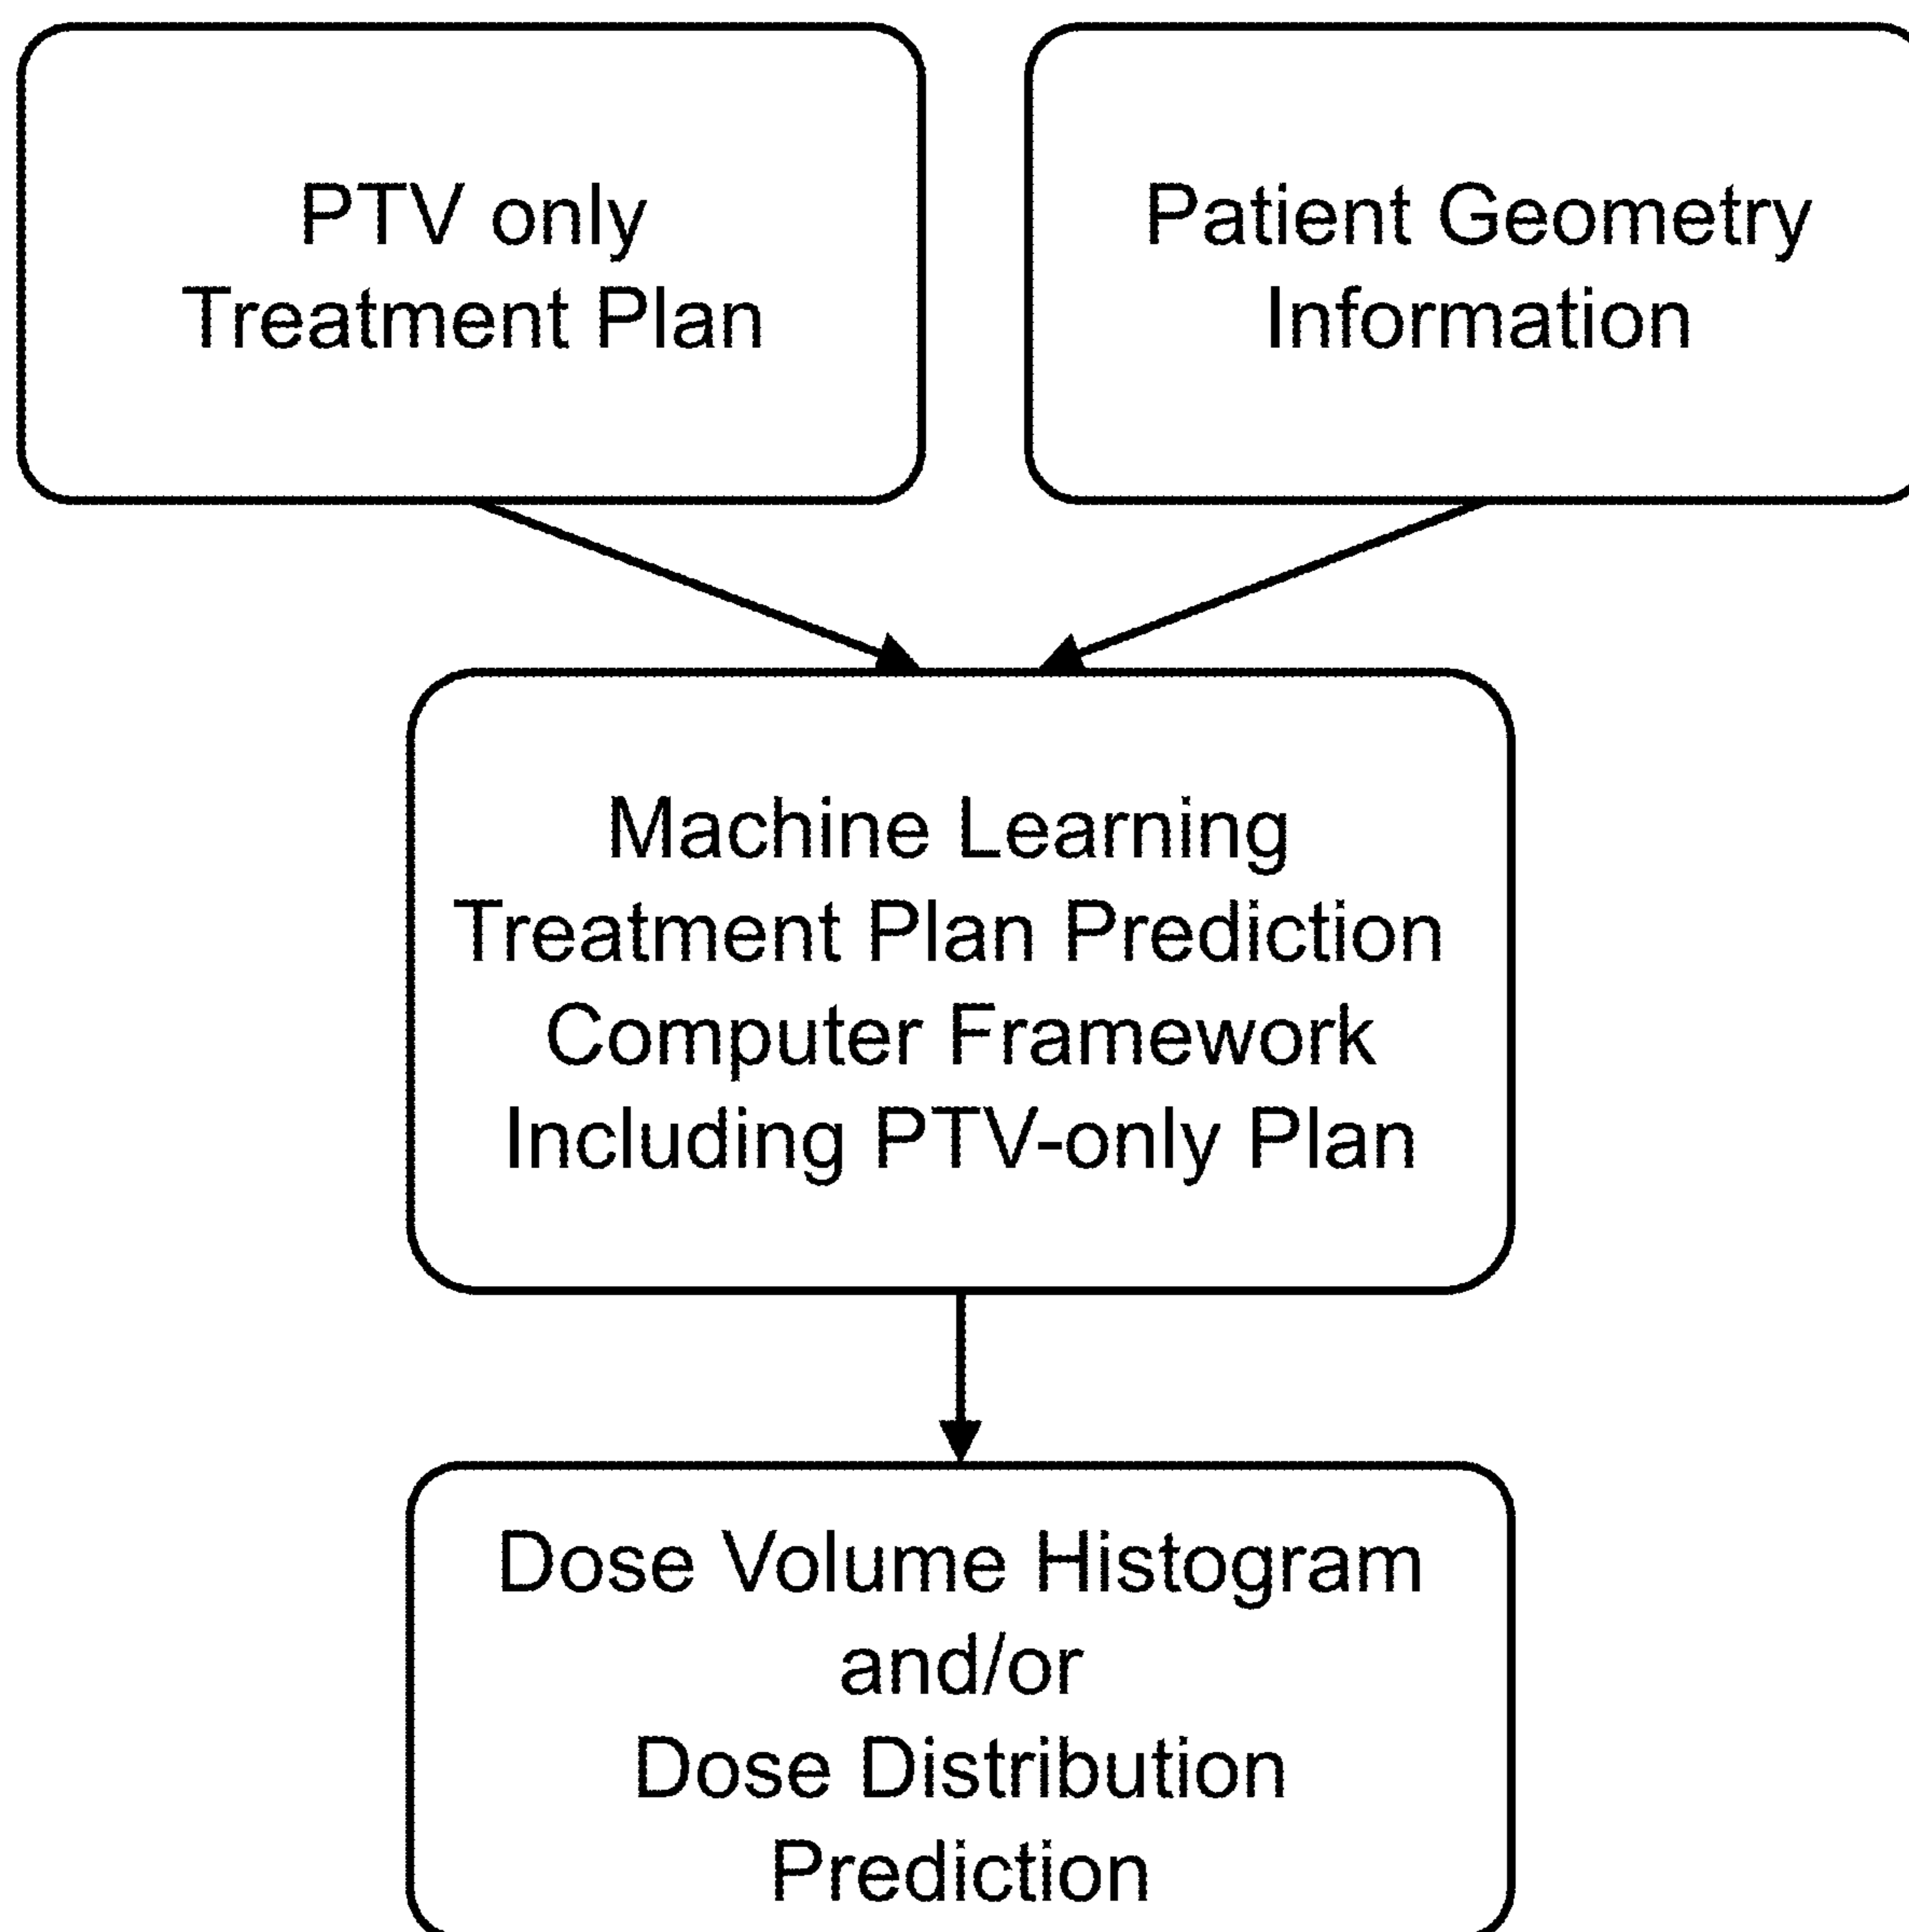 PTV only
Treatment Plan
Patient Geometry
Information
Machine Learning
Treatment Plan Prediction
Computer Framework
Including PTV-only Plan
Dose Volume Histogram
and/or
Dose Distribution
Prediction